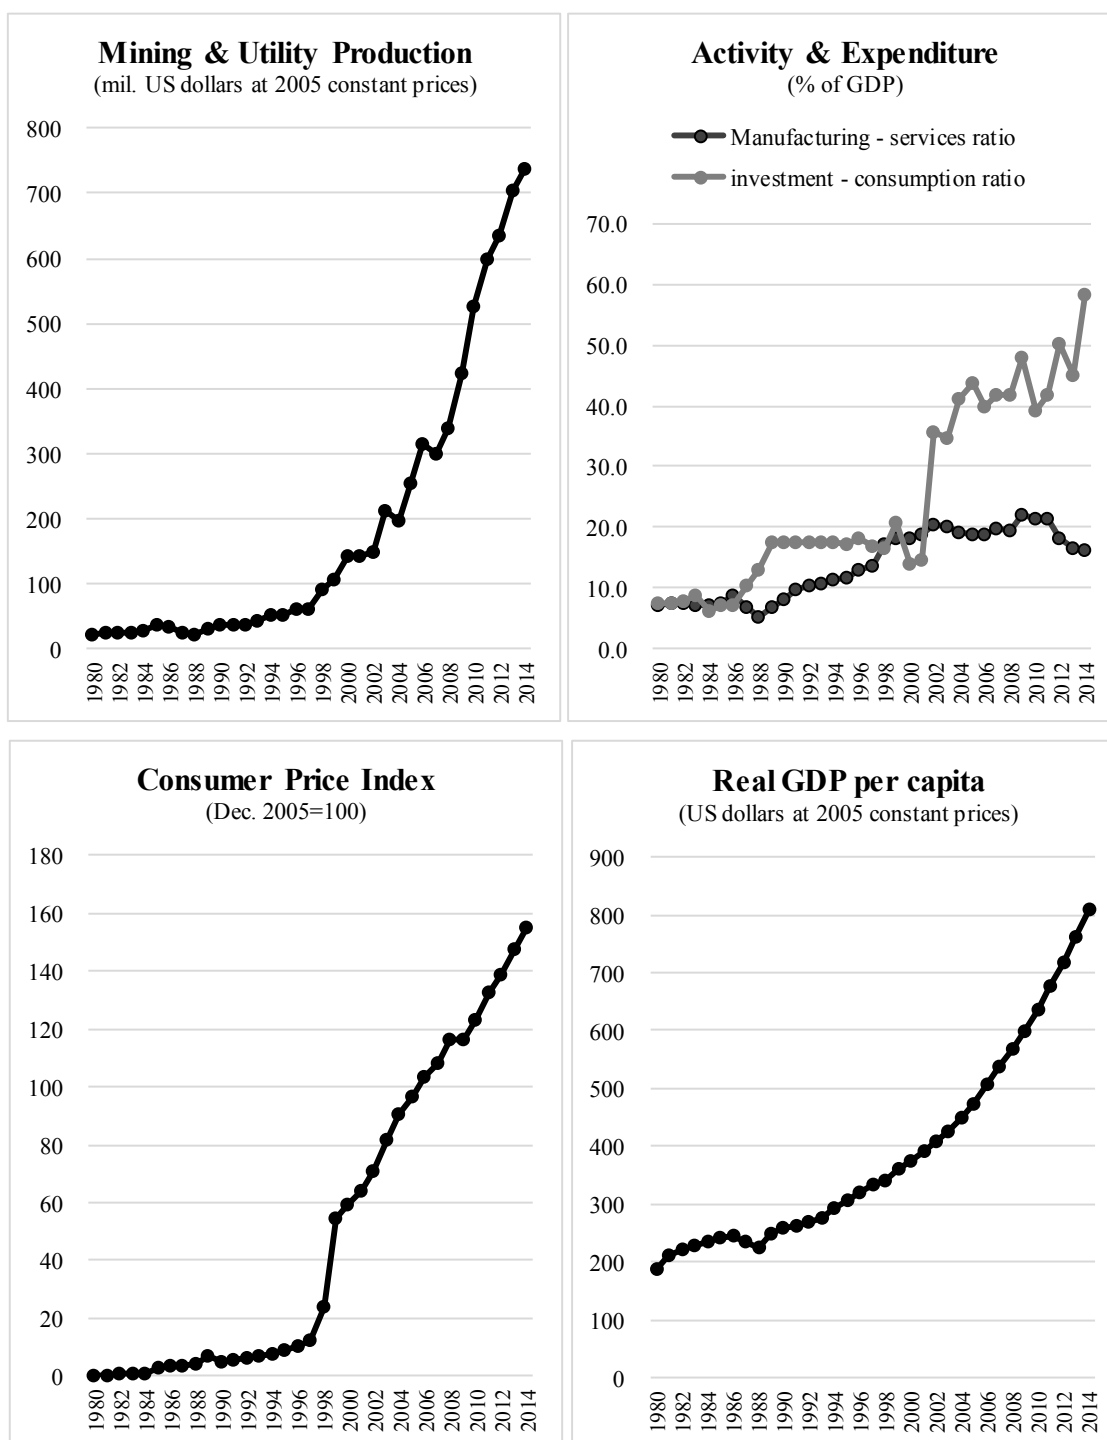 Mining & Utility Production
(mil. US dollars at 2005 constant prices)
800
700
600
500
400
300
200
100
0
1980 1982 1984 1986 1988 1990 1992 1994 1996 1998 2000 2002 2004 2006 2008 2010 2012 2014
Activity & Expenditure
(% of GDP)
Manufacturing - services ratio
investment - consumption ratio
70.0
60.0
50.0
40.0
30.0
20.0
10.0
0.0
1980 1982 1984 1986 1988 1990 1992 1994 1996 1998 2000 2002 2004 2006 2008 2010 2012 2014
Consumer Price Index
(Dec. 2005=100)
180
160
140
120
100
80
60
40
20
0
1980 1982 1984 1986 1988 1990 1992 1994 1996 1998 2000 2002 2004 2006 2008 2010 2012 2014
Real GDP per capita
(US dollars at 2005 constant prices)
900
800
700
600
500
400
300
200
100
0
1980 1982 1984 1986 1988 1990 1992 1994 1996 1998 2000 2002 2004 2006 2008 2010 2012 2014